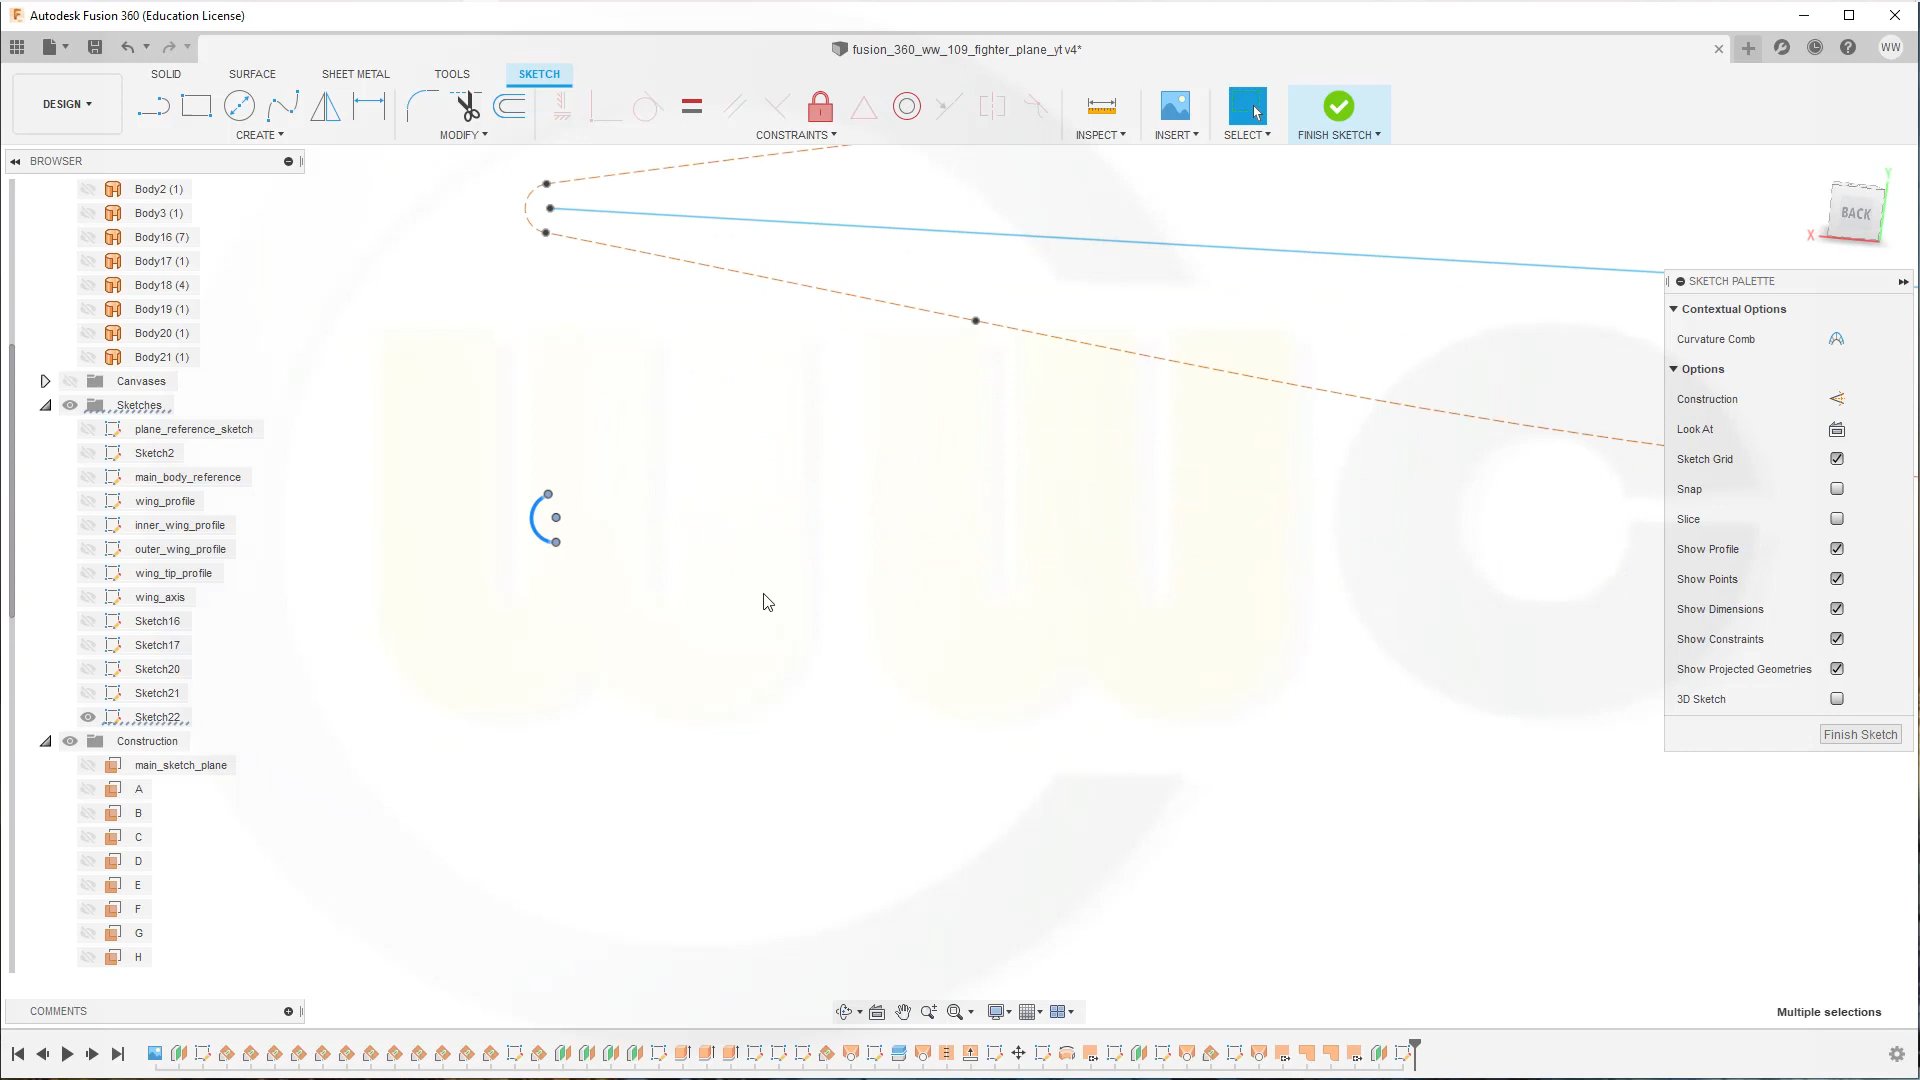 Autodesk Fusion 360 (Education License)
fusion_360_ww_109_fighter_plane_yt v4*
WW
DESIGN
SOLID
SURFACE
SHEET METAL
TOOLS
SKETCH
CREATE
MODIFY
CONSTRAINTS
INSPECT
INSERT
SELECT
FINISH SKETCH
BROWSER
Body2 (1)
Body3 (1)
Body16 (7)
Body17 (1)
Body18 (4)
Body19 (1)
Body20 (1)
Body21 (1)
Canvases
Sketches
plane_reference_sketch
Sketch2
main_body_reference
wing_profile
inner_wing_profile
outer_wing_profile
wing_tip_profile
wing_axis
Sketch16
Sketch17
Sketch20
Sketch21
Sketch22
Construction
main_sketch_plane
A
B
C
D
E
F
G
H
COMMENTS
Y
BACK
X
SKETCH PALETTE
Contextual Options
Curvature Comb
Options
Construction
Look At
Sketch Grid
Snap
Slice
Show Profile
Show Points
Show Dimensions
Show Constraints
Show Projected Geometries
3D Sketch
Finish Sketch
Multiple selections